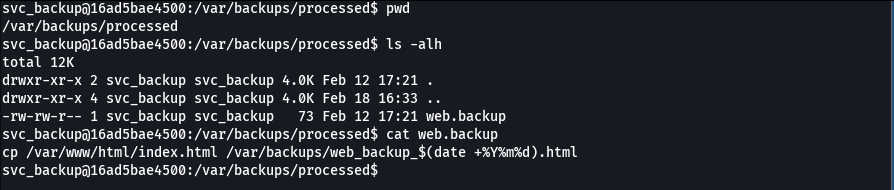 svc_backup@16ad5bae4500:/var/backups/processed$ pwd
/var/backups/processed
svc_backup@16ad5bae4500:/var/backups/processed$ ls -alh
total 12K
drwxr-xr-x 2 svc_backup svc_backup 4.0K Feb 12 17:21 .
drwxr-xr-x 4 svc_backup svc_backup 4.0K Feb 18 16:33 ..
-rw-rw-r-- 1 svc_backup svc_backup   73 Feb 12 17:21 web.backup
svc_backup@16ad5bae4500:/var/backups/processed$ cat web.backup
cp /var/www/html/index.html /var/backups/web_backup_$(date +%Y%m%d).html
svc_backup@16ad5bae4500:/var/backups/processed$